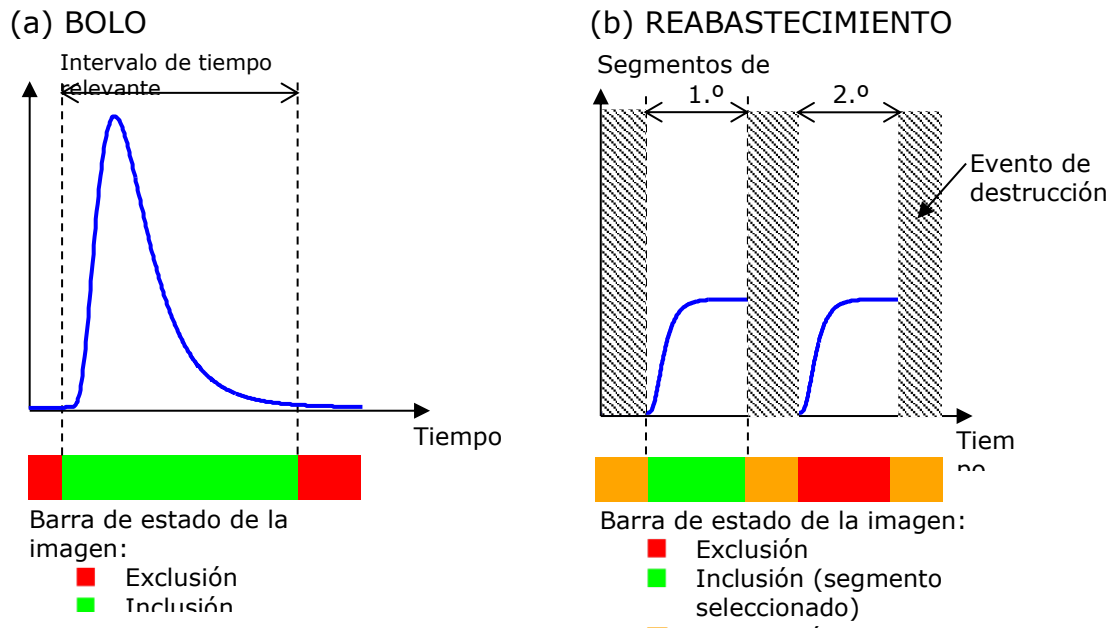 (a) BOLO
Intervalo de tiempo
relevante
Tiempo
Barra de estado de la
imagen:
Exclusión
Inclusión
(b) REABASTECIMIENTO
Segmentos de
1.º
2.º
Evento de
destrucción
Tiem
po
Barra de estado de la imagen:
Exclusión
Inclusión (segmento
seleccionado)